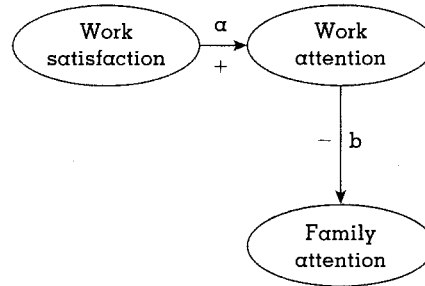 Work
satisfaction
a
+
Work
attention
− b
Family
attention